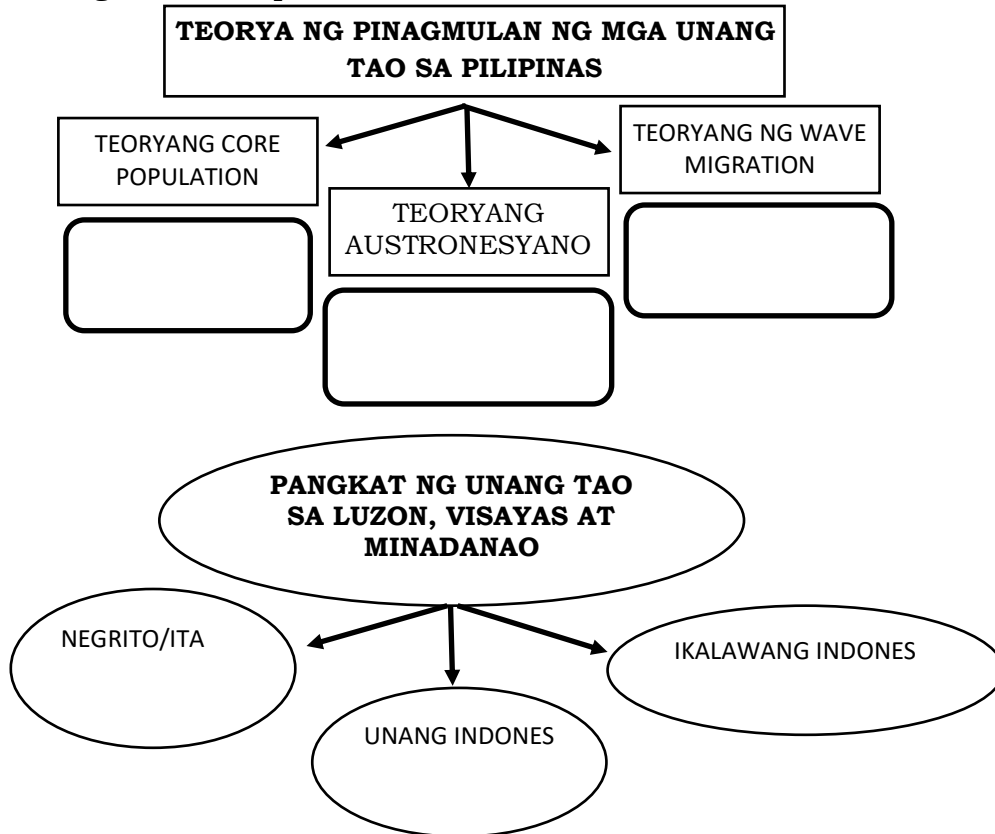 TEORYA NG PINAGMULAN NG MGA UNANG
TAO SA PILIPINAS
TEORYANG CORE
POPULATION
TEORYANG
AUSTRONESYANO
TEORYANG NG WAVE
MIGRATION
PANGKAT NG UNANG TAO
SA LUZON, VISAYAS AT
MINADANAO
NEGRITO/ITA
UNANG INDONES
IKALAWANG INDONES